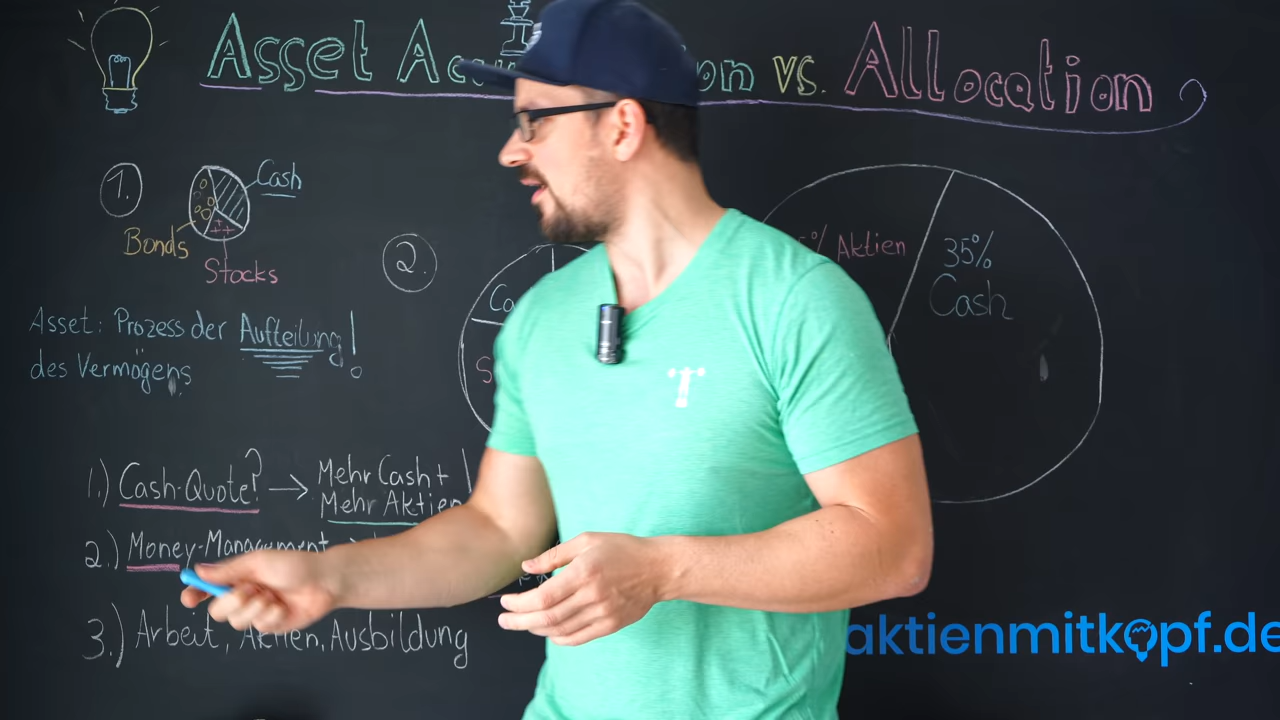 Asset vs. Allocation
1.
Cash
Bonds
Stocks
2.
% Aktien
35%
Cash
Asset: Prozess der Aufteilung!
des Vermögens
1.) Cash-Quote? → Mehr Cash +
Mehr Aktien!
2.) Money-Management
3.) Arbeit, Aktien, Ausbildung
T
aktienmitkopf.de